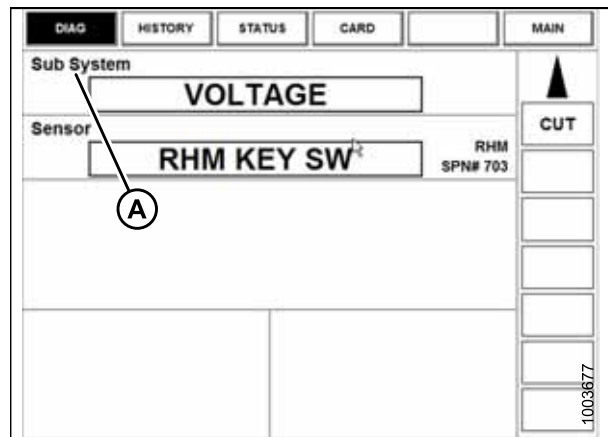 DIAG HISTORY STATUS CARD MAIN
Sub System
VOLTAGE
CUT
Sensor
RHM KEY SW
RHM
SPN# 703
A
1003677